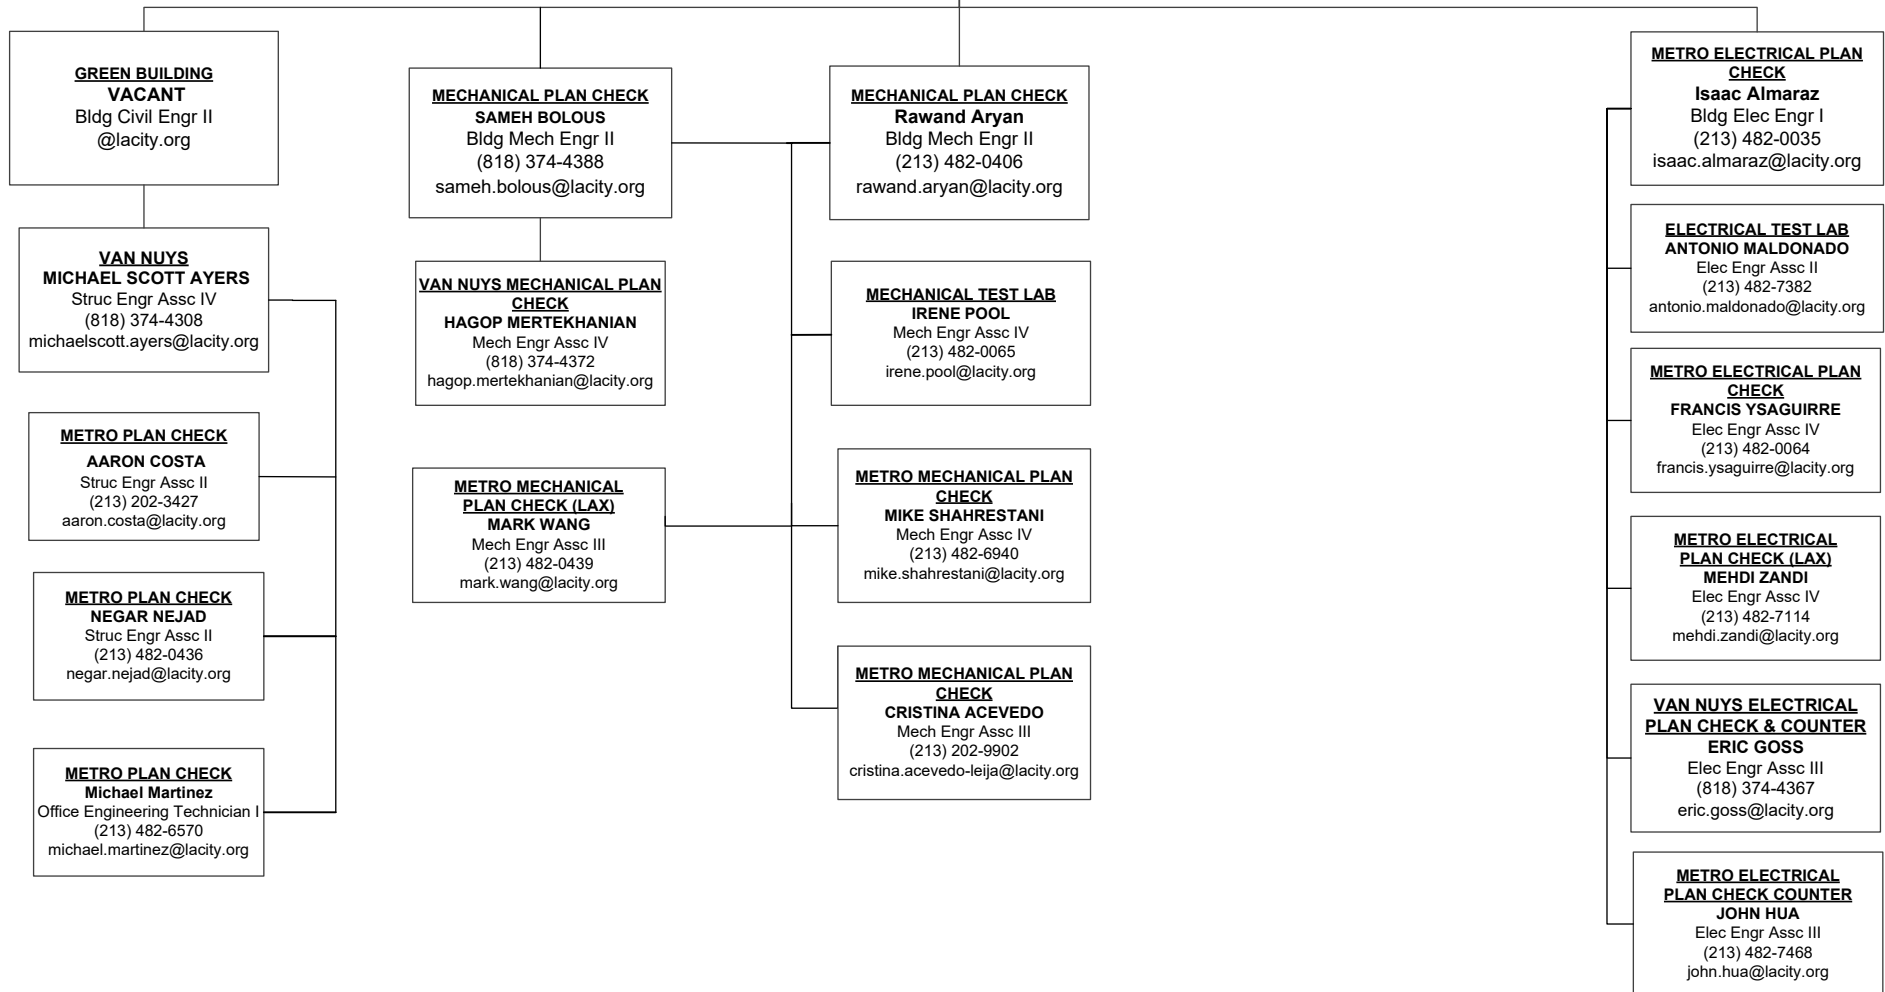 GREEN BUILDING
VACANT
Bldg Civil Engr II
@lacity.org
VAN NUYS
MICHAEL SCOTT AYERS
Struc Engr Assc IV
(818) 374-4308
michaelscott.ayers@lacity.org
METRO PLAN CHECK
AARON COSTA
Struc Engr Assc II
(213) 202-3427
aaron.costa@lacity.org
METRO PLAN CHECK
NEGAR NEJAD
Struc Engr Assc II
(213) 482-0436
negar.nejad@lacity.org
METRO PLAN CHECK
Michael Martinez
Office Engineering Technician I
(213) 482-6570
michael.martinez@lacity.org
MECHANICAL PLAN CHECK
SAMEH BOLOUS
Bldg Mech Engr II
(818) 374-4388
sameh.bolous@lacity.org
VAN NUYS MECHANICAL PLAN
CHECK
HAGOP MERTEKHANIAN
Mech Engr Assc IV
(818) 374-4372
hagop.mertekhanian@lacity.org
METRO MECHANICAL
PLAN CHECK (LAX)
MARK WANG
Mech Engr Assc III
(213) 482-0439
mark.wang@lacity.org
MECHANICAL PLAN CHECK
Rawand Aryan
Bldg Mech Engr II
(213) 482-0406
rawand.aryan@lacity.org
MECHANICAL TEST LAB
IRENE POOL
Mech Engr Assc IV
(213) 482-0065
irene.pool@lacity.org
METRO MECHANICAL PLAN
CHECK
MIKE SHAHRESTANI
Mech Engr Assc IV
(213) 482-6940
mike.shahrestani@lacity.org
METRO MECHANICAL PLAN
CHECK
CRISTINA ACEVEDO
Mech Engr Assc III
(213) 202-9902
cristina.acevedo-leija@lacity.org
METRO ELECTRICAL PLAN
CHECK
Isaac Almaraz
Bldg Elec Engr I
(213) 482-0035
isaac.almaraz@lacity.org
ELECTRICAL TEST LAB
ANTONIO MALDONADO
Elec Engr Assc II
(213) 482-7382
antonio.maldonado@lacity.org
METRO ELECTRICAL PLAN
CHECK
FRANCIS YSAGUIRRE
Elec Engr Assc IV
(213) 482-0064
francis.ysaguirre@lacity.org
METRO ELECTRICAL
PLAN CHECK (LAX)
MEHDI ZANDI
Elec Engr Assc IV
(213) 482-7114
mehdi.zandi@lacity.org
VAN NUYS ELECTRICAL
PLAN CHECK & COUNTER
ERIC GOSS
Elec Engr Assc III
(818) 374-4367
eric.goss@lacity.org
METRO ELECTRICAL
PLAN CHECK COUNTER
JOHN HUA
Elec Engr Assc III
(213) 482-7468
john.hua@lacity.org